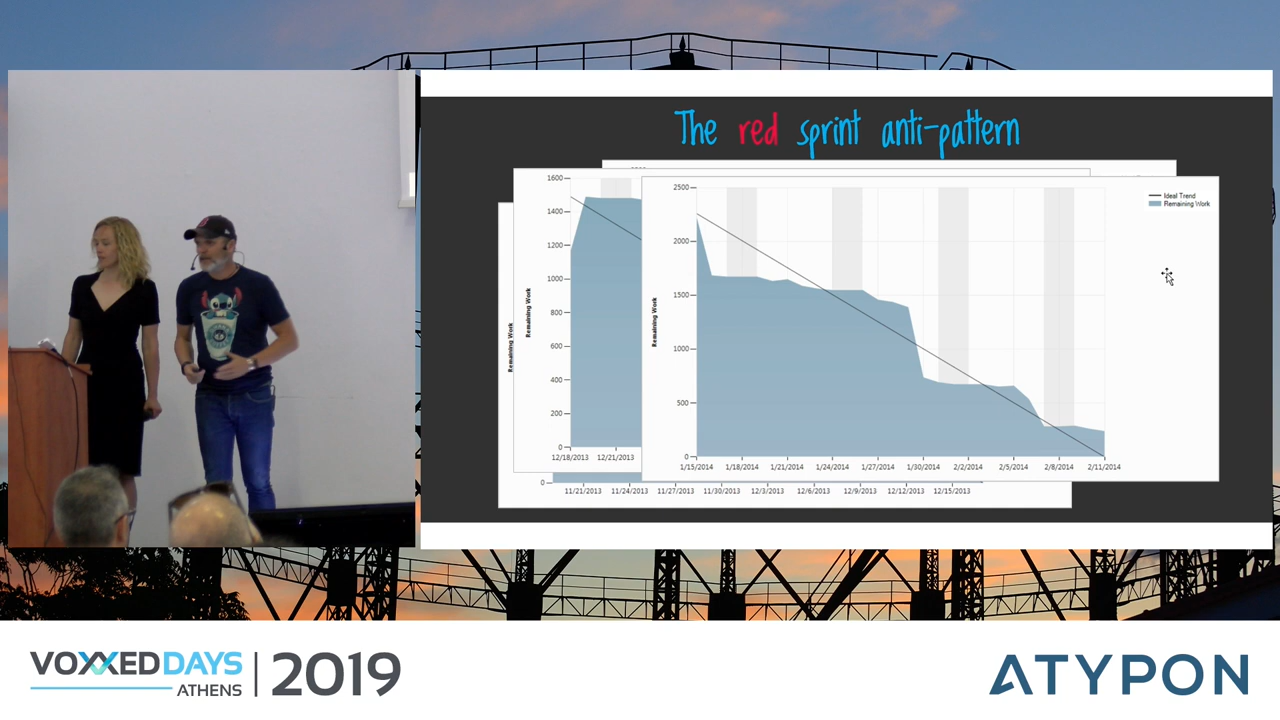 The red sprint anti-pattern
1600
1400
1200
1000
800
600
400
200
0
Remaining Work
12/18/2013 12/21/2013
2500
2000
1500
1000
500
0
Remaining Work
1/15/2014 1/18/2014 1/21/2014 1/24/2014 1/27/2014 1/30/2014 2/2/2014 2/5/2014 2/8/2014 2/11/2014
Ideal Trend
Remaining Work
Remaining Work
0
11/21/2013 11/24/2013 11/27/2013 11/30/2013 12/3/2013 12/6/2013 12/9/2013 12/12/2013 12/15/2013
VOXXED DAYS
ATHENS
2019
ATYPON